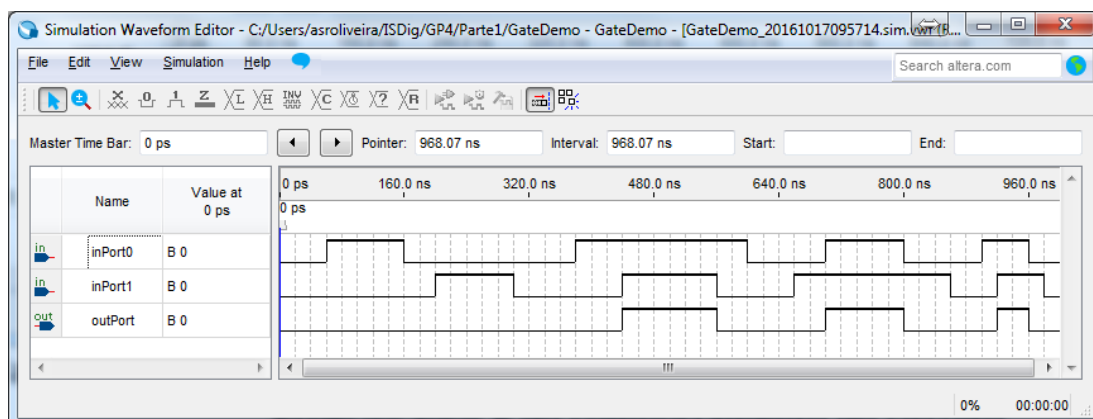 Simulation Waveform Editor - C:/Users/asroliveira/ISDig/GP4/Parte1/GateDemo - GateDemo - [GateDemo_20161017095714.sim.vwf (R...
File Edit View Simulation Help
Search altera.com
Master Time Bar: 0 ps Pointer: 968.07 ns Interval: 968.07 ns Start: End:
Name Value at 0 ps
0 ps 160.0 ns 320.0 ns 480.0 ns 640.0 ns 800.0 ns 960.0 ns
0 ps
in inPort0 B 0
in inPort1 B 0
out outPort B 0
0% 00:00:00